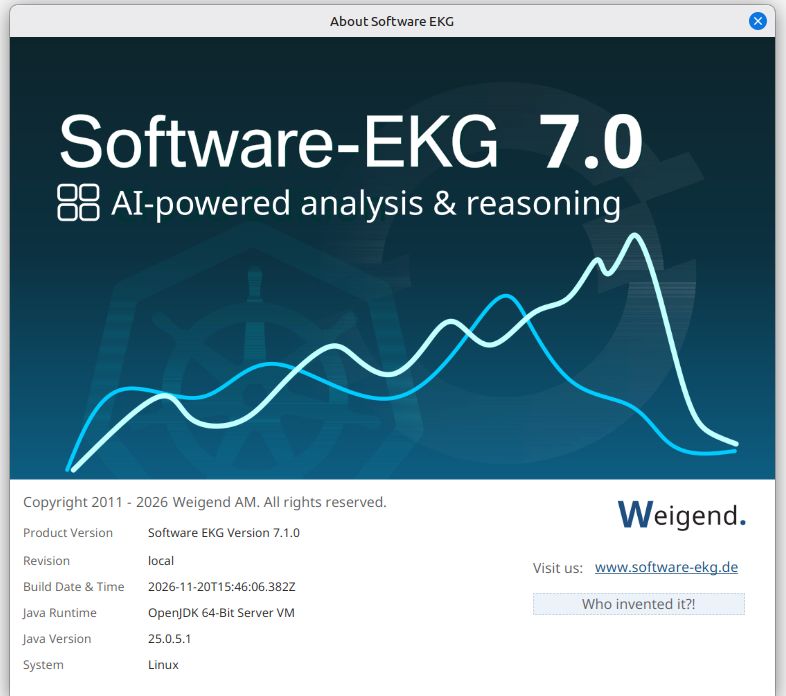 About Software EKG
Software-EKG 7.0
AI-powered analysis & reasoning
Copyright 2011 - 2026 Weigend AM. All rights reserved.
Product Version Software EKG Version 7.1.0
Revision local
Build Date & Time 2026-11-20T15:46:06.382Z
Java Runtime OpenJDK 64-Bit Server VM
Java Version 25.0.5.1
System Linux
Weigend.
Visit us: www.software-ekg.de
Who invented it?!